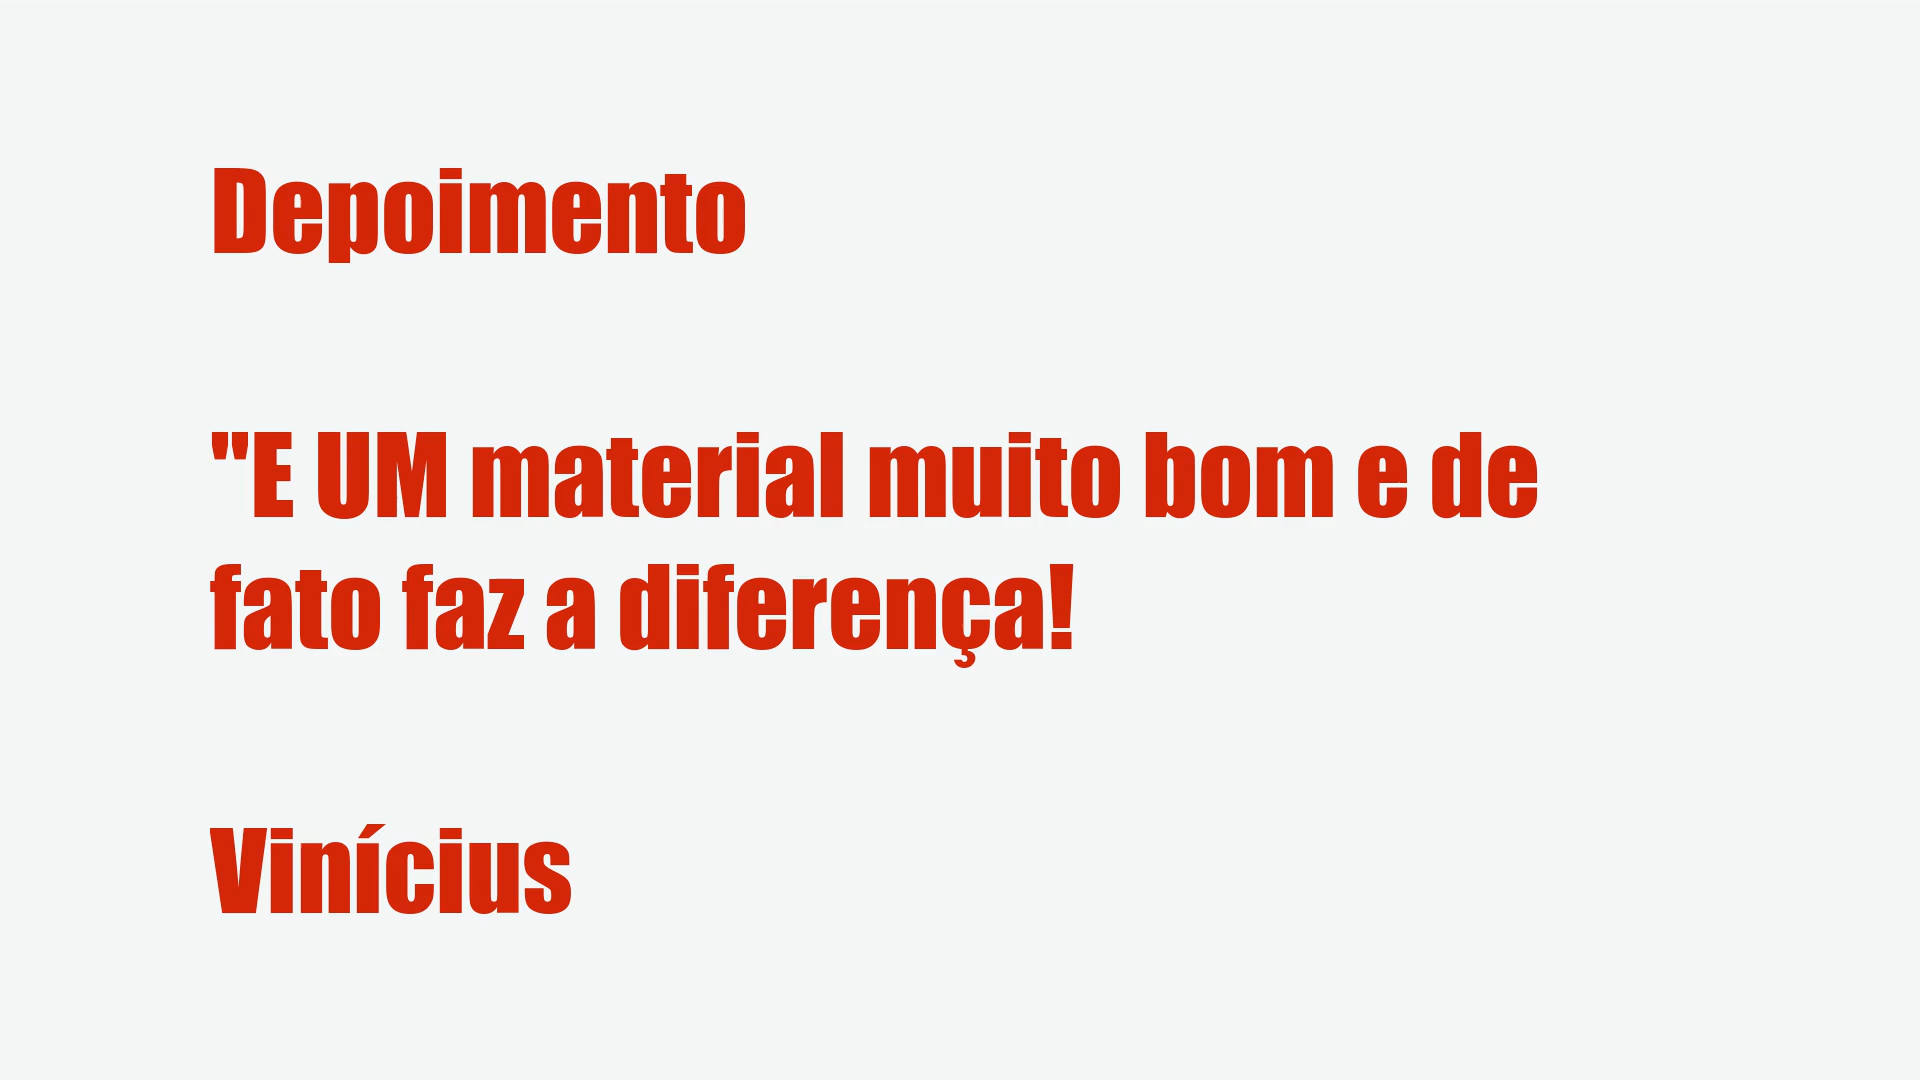 Depoimento
"E UM material muito bom e de
fato faz a diferença!
Vinícius